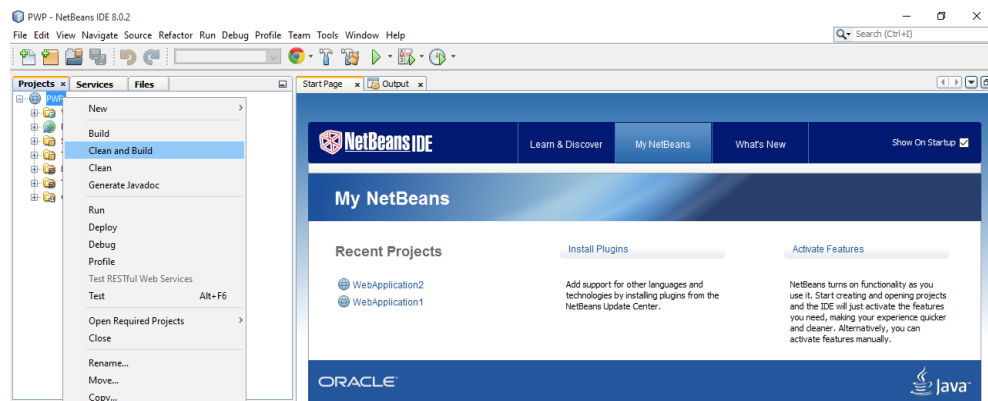 PWP - NetBeans IDE 8.0.2
File Edit View Navigate Source Refactor Run Debug Profile Team Tools Window Help
Search (Ctrl+I)
Projects × Services Files
Start Page × Output ×
PWP
New
Build
Clean and Build
Clean
Generate Javadoc
Run
Deploy
Debug
Profile
Test RESTful Web Services
Test Alt+F6
Open Required Projects
Close
Rename...
Move...
Copy...
NetBeans IDE
Learn & Discover
My NetBeans
What's New
Show On Startup
My NetBeans
Recent Projects
WebApplication2
WebApplication1
Install Plugins
Add support for other languages and
technologies by installing plugins from the
NetBeans Update Center.
Activate Features
NetBeans turns on functionality as you
use it. Start creating and opening projects
and the IDE will just activate the features
you need, making your experience quicker
and cleaner. Alternatively, you can
activate features manually.
ORACLE
Java